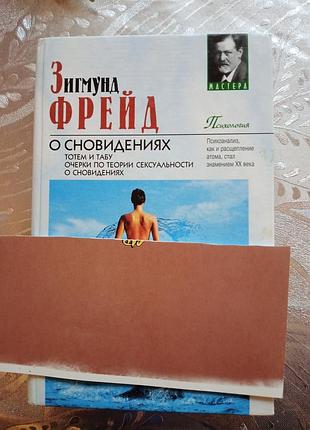 Зигмунд
ФРЕЙД
МАСТЕРА
Психология
О СНОВИДЕНИЯХ
ТОТЕМ И ТАБУ
ОЧЕРКИ ПО ТЕОРИИ СЕКСУАЛЬНОСТИ
О СНОВИДЕНИЯХ
Психоанализ,
как и расщепление
атома, стал
знамением XX века